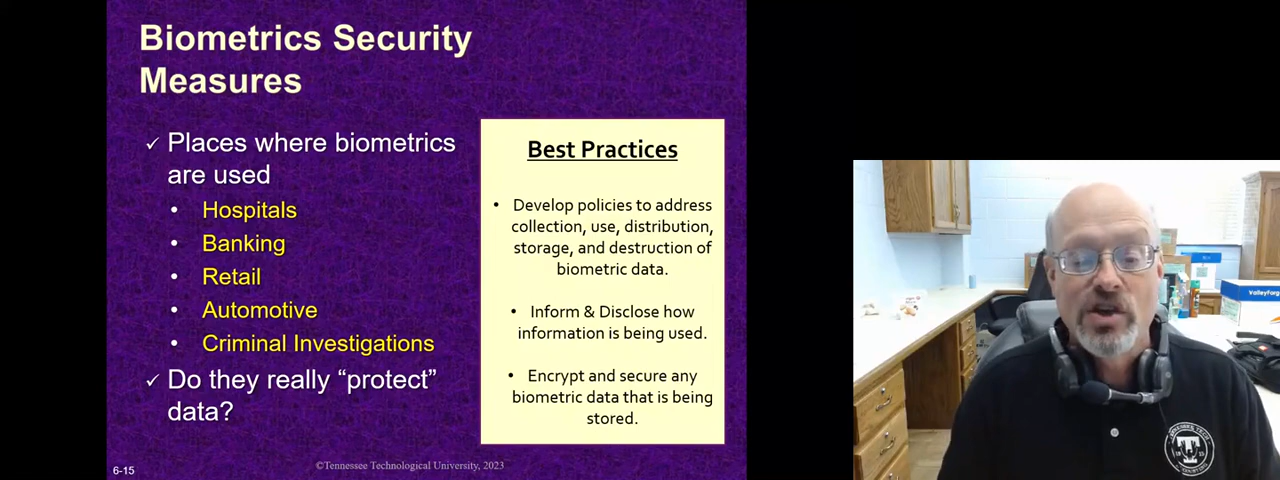 Biometrics Security
Measures
✓ Places where biometrics
are used
• Hospitals
• Banking
• Retail
• Automotive
• Criminal Investigations
✓ Do they really “protect”
data?
Best Practices
• Develop policies to address
collection, use, distribution,
storage, and destruction of
biometric data.
• Inform & Disclose how
information is being used.
• Encrypt and secure any
biometric data that is being
stored.
6-15
©Tennessee Technological University, 2023